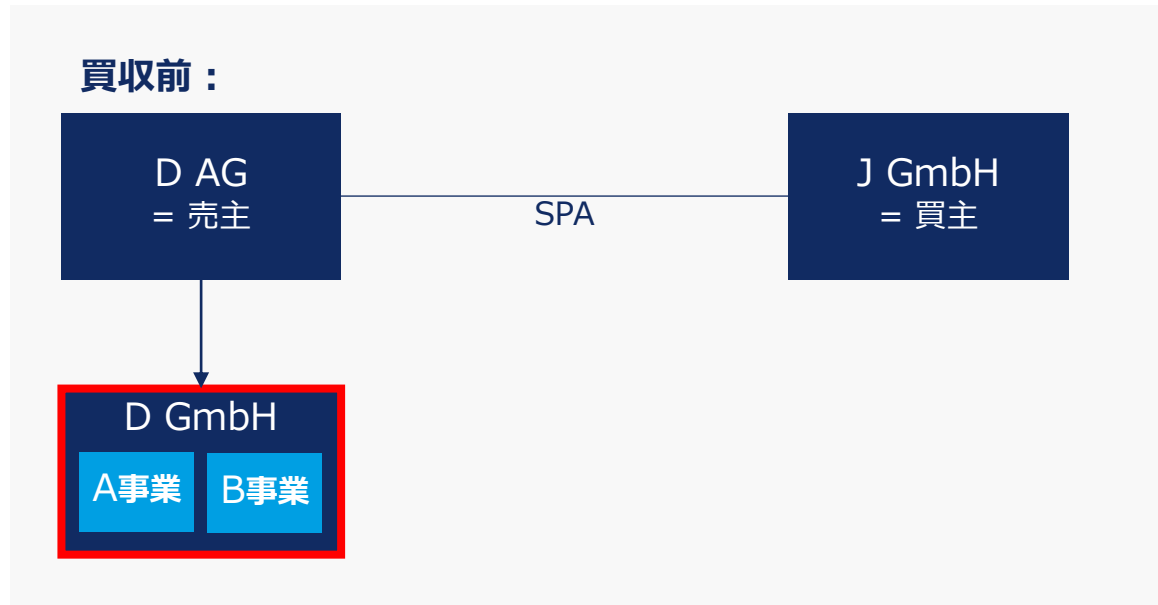 買収前：
D AG
= 売主
J GmbH
= 買主
SPA
D GmbH
A事業
B事業